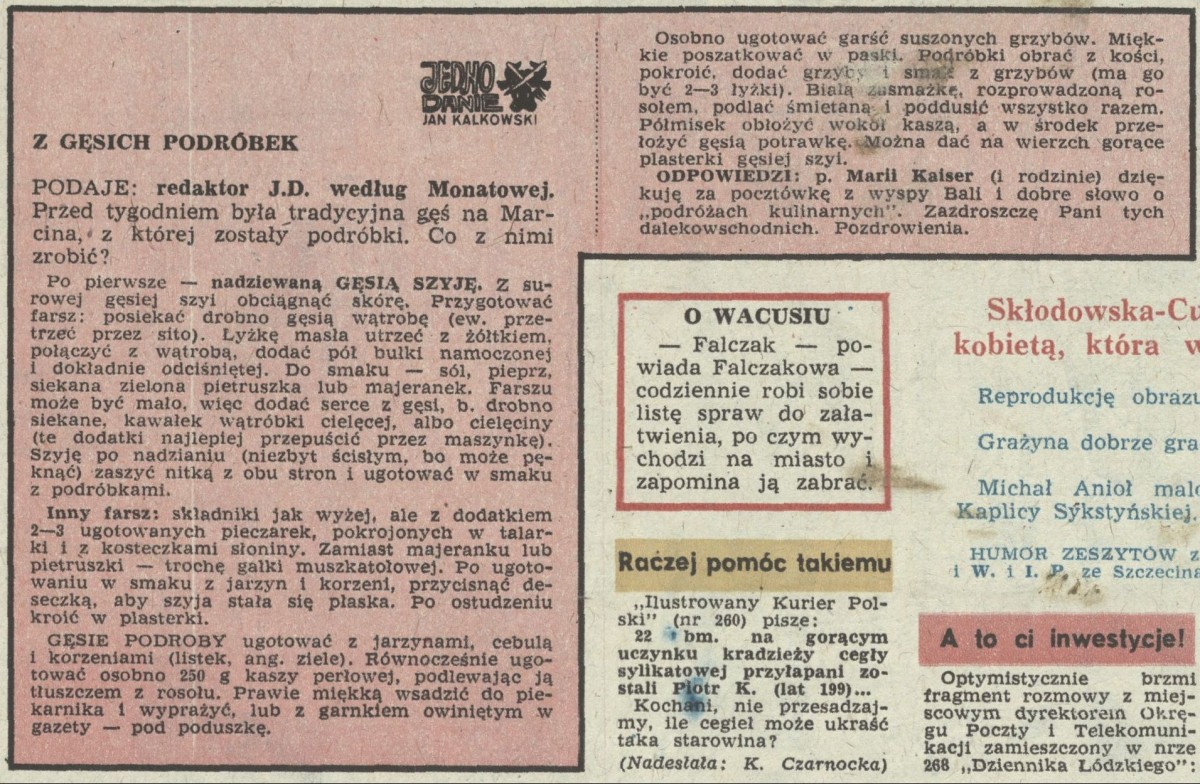 JEDNO
DANIE
JAN KALKOWSKI
Z GĘSICH PODRÓBEK
PODAJE: redaktor J.D. według Monatowej.
Przed tygodniem była tradycyjna gęś na Mar-
cina, z której zostały podróbki. Co z nimi
zrobić?
Po pierwsze — nadziewaną GĘSIĄ SZYJĘ. Z su-
rowej gęsiej szyi obciągnąć skórę. Przygotować
farsz: posiekać drobno gęsią wątrobę (ew. prze-
trzeć przez sito). Łyżkę masła utrzeć z żółtkiem,
połączyć z wątrobą, dodać pół bułki namoczonej
i dokładnie odciśniętej. Do smaku — sól, pieprz,
siekana zielona pietruszka lub majeranek. Farszu
może być mało, więc dodać serce z gęsi, b. drobno
siekane, kawałek wątróbki cielęcej, albo cielęciny
(te dodatki najlepiej przepuścić przez maszynkę).
Szyję po nadzianiu (niezbyt ścisłym, bo może pę-
knąć) zaszyć nitką z obu stron i ugotować w smaku
z podróbkami.
Inny farsz: składniki jak wyżej, ale z dodatkiem
2—3 ugotowanych pieczarek, pokrojonych w talar-
ki i z kosteczkami słoniny. Zamiast majeranku lub
pietruszki — trochę gałki muszkatołowej. Po ugoto-
waniu w smaku z jarzyn i korzeni, przycisnąć de-
seczką, aby szyja stała się płaska. Po ostudzeniu
kroić w plasterki.
GĘSIE PODROBY ugotować z jarzynami, cebulą
i korzeniami (listek, ang. ziele). Równocześnie ugo-
tować osobno 250 g kaszy perłowej, podlewając ją
tłuszczem z rosołu. Prawie miękką wsadzić do pie-
karnika i wyprażyć, lub z garnkiem owiniętym w
gazety — pod poduszkę.
Osobno ugotować garść suszonych grzybów. Mięk-
kie poszatkować w paski. Podróbki obrać z kości,
pokroić, dodać grzyby i smak z grzybów (ma go
być 2—3 łyżki). Białą zasmażkę, rozprowadzoną ro-
sołem, podlać śmietaną i poddusić wszystko razem.
Półmisek obłożyć wokół kaszą, a w środek prze-
łożyć gęsią potrawkę. Można dać na wierzch gorące
plasterki gęsiej szyi.
ODPOWIEDZI: p. Marii Kaiser (i rodzinie) dzię-
kuję za pocztówkę z wyspy Bali i dobre słowo o
„podróżach kulinarnych". Zazdroszczę Pani tych
dalekowschodnich. Pozdrowienia.
O WACUSIU
— Falczak — po-
wiada Falczakowa —
codziennie robi sobie
listę spraw do zała-
twienia, po czym wy-
chodzi na miasto i
zapomina ją zabrać.
Raczej pomóc takiemu
„Ilustrowany Kurier Pol-
ski" (nr 260) pisze:
22 bm. na gorącym
uczynku kradzieży cegły
sylikatowej przyłapani zo-
stali Piotr K. (lat 199)...
Kochani, nie przesadzaj-
my, ile cegieł może ukraść
taka starowina?
(Nadesłała: K. Czarnocka)
Skłodowska-Cu
kobietą, która w
Reprodukcję obrazu
Grażyna dobrze gra
Michał Anioł malo
Kaplicy Sykstyńskiej.
HUMOR ZESZYTÓW z
i W. i I. P. ze Szczecina
A to ci inwestycje!
Optymistycznie brzmi
fragment rozmowy z miej-
scowym dyrektorem Okrę-
gu Poczty i Telekomuni-
kacji zamieszczony w nrze
268 „Dziennika Łódzkiego":